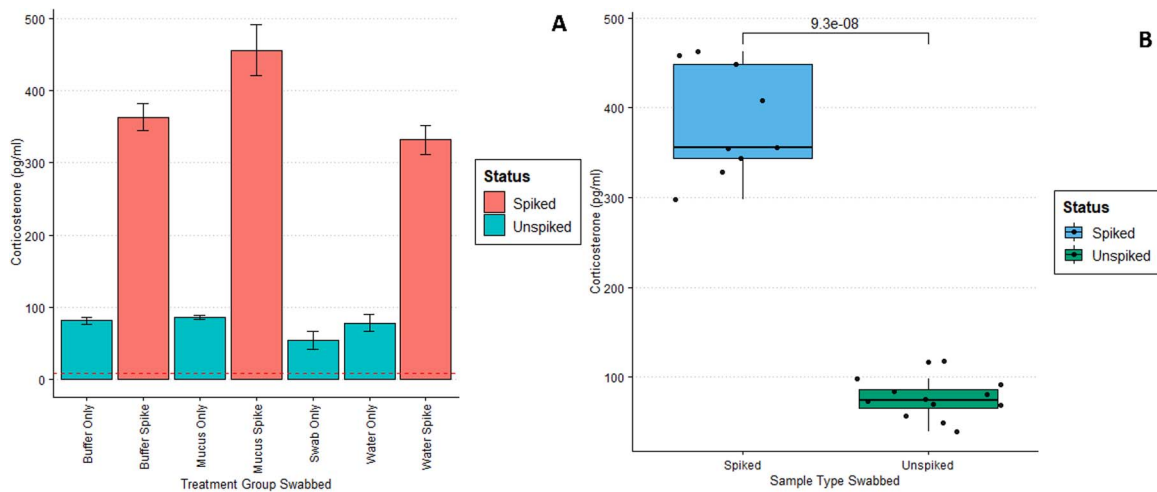 A
500
400
300
200
100
0
Corticosterone (pg/ml)
Buffer Only
Buffer Spike
Mucus Only
Mucus Spike
Swab Only
Water Only
Water Spike
Treatment Group Swabbed
Status
Spiked
Unspiked
B
9.3e-08
500
400
300
200
100
Corticosterone (pg/ml)
Spiked
Unspiked
Sample Type Swabbed
Status
Spiked
Unspiked